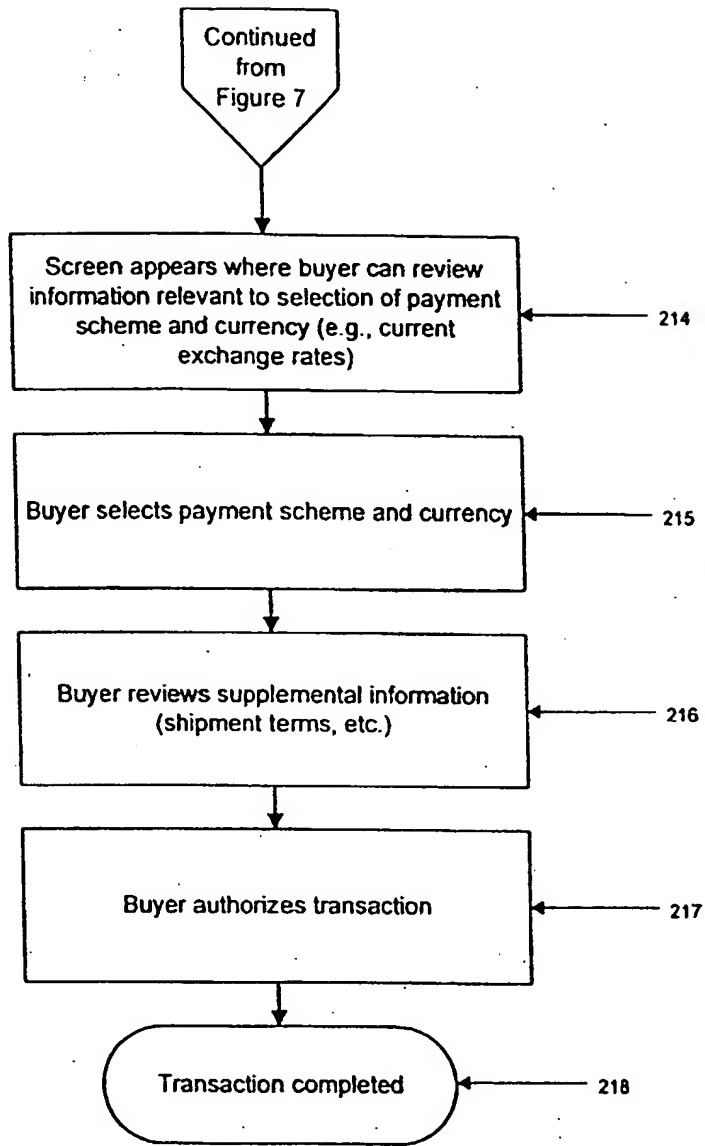 Continued
from
Figure 7
Screen appears where buyer can review
information relevant to selection of payment
scheme and currency (e.g., current
exchange rates)
214
Buyer selects payment scheme and currency
215
Buyer reviews supplemental information
(shipment terms, etc.)
216
Buyer authorizes transaction
217
Transaction completed
218